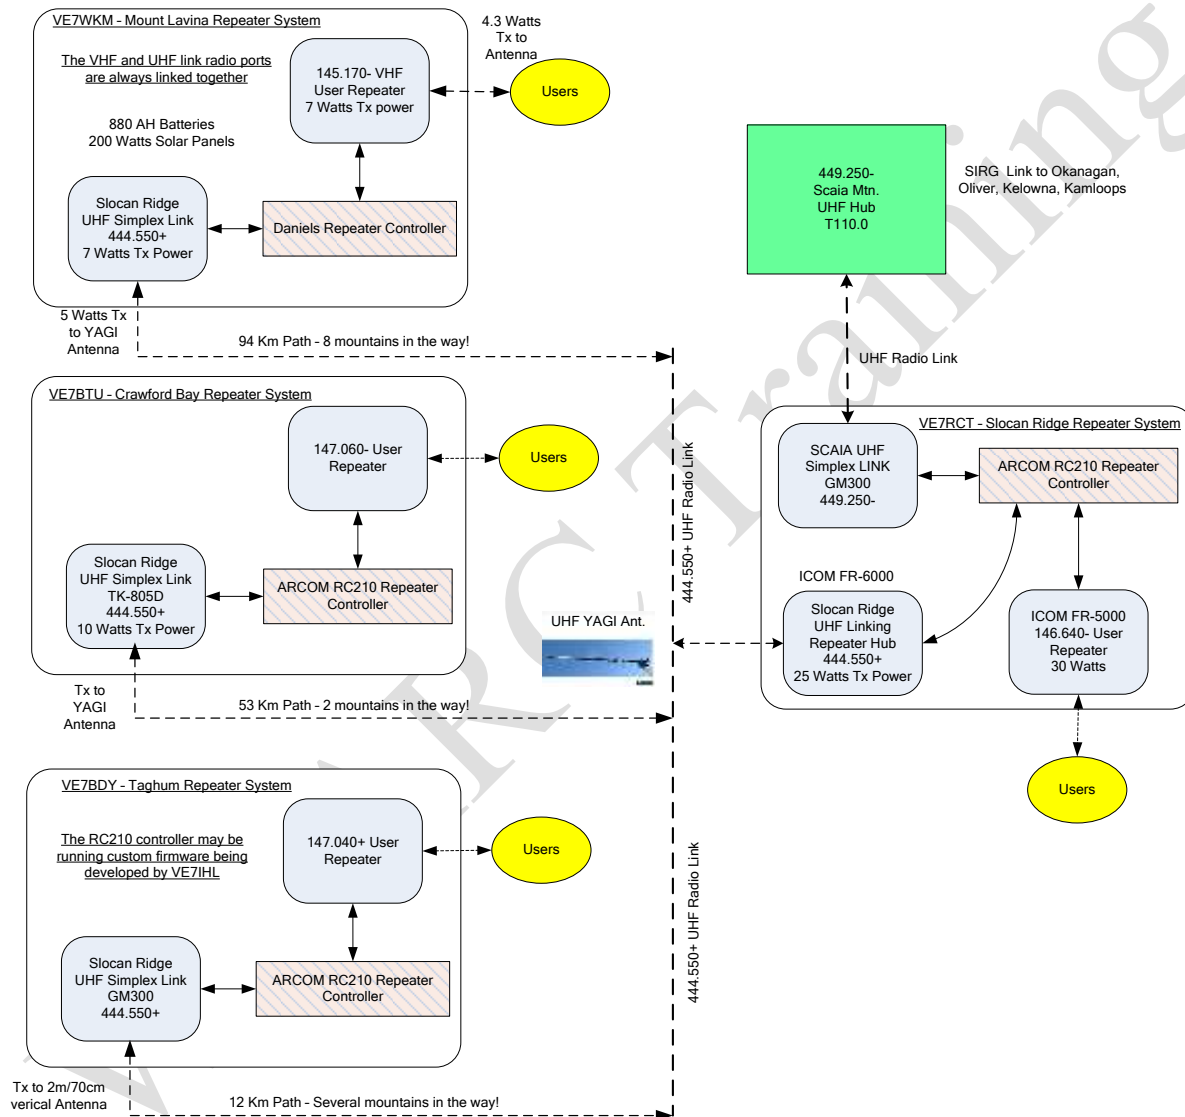 VE7WKM - Mount Lavina Repeater System
The VHF and UHF link radio ports
are always linked together
880 AH Batteries
200 Watts Solar Panels
145.170- VHF
User Repeater
7 Watts Tx power
4.3 Watts
Tx to
Antenna
Users
Slocan Ridge
UHF Simplex Link
444.550+
7 Watts Tx Power
Daniels Repeater Controller
5 Watts Tx
to YAGI
Antenna
94 Km Path - 8 mountains in the way!
449.250-
Scaia Mtn.
UHF Hub
T110.0
SIRG Link to Okanagan,
Oliver, Kelowna, Kamloops
UHF Radio Link
VE7BTU - Crawford Bay Repeater System
147.060- User
Repeater
Users
Slocan Ridge
UHF Simplex Link
TK-805D
444.550+
10 Watts Tx Power
ARCOM RC210 Repeater
Controller
Tx to
YAGI
Antenna
53 Km Path - 2 mountains in the way!
444.550+ UHF Radio Link
UHF YAGI Ant.
VE7RCT - Slocan Ridge Repeater System
SCAIA UHF
Simplex LINK
GM300
449.250-
ARCOM RC210 Repeater
Controller
ICOM FR-6000
Slocan Ridge
UHF Linking
Repeater Hub
444.550+
25 Watts Tx Power
ICOM FR-5000
146.640- User
Repeater
30 Watts
Users
VE7BDY - Taghum Repeater System
The RC210 controller may be
running custom firmware being
developed by VE7IHL
147.040+ User
Repeater
Users
Slocan Ridge
UHF Simplex Link
GM300
444.550+
ARCOM RC210 Repeater
Controller
Tx to 2m/70cm
verical Antenna
12 Km Path - Several mountains in the way!
444.550+ UHF Radio Link
ARC Training